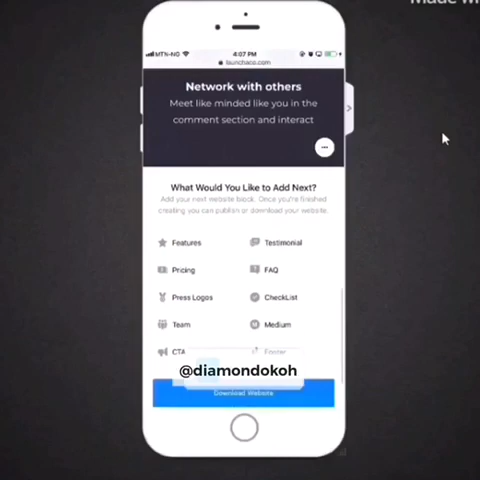 Made wi
MTN-NG
4:07 PM
launchaco.com
Network with others
Meet like minded like you in the
comment section and interact
What Would You Like to Add Next?
Add your next website block. Once you're finished
creating you can publish or download your website.
Features
Testimonial
Pricing
FAQ
Press Logos
CheckList
Team
Medium
CTA
Footer
@diamondokoh
Download Website